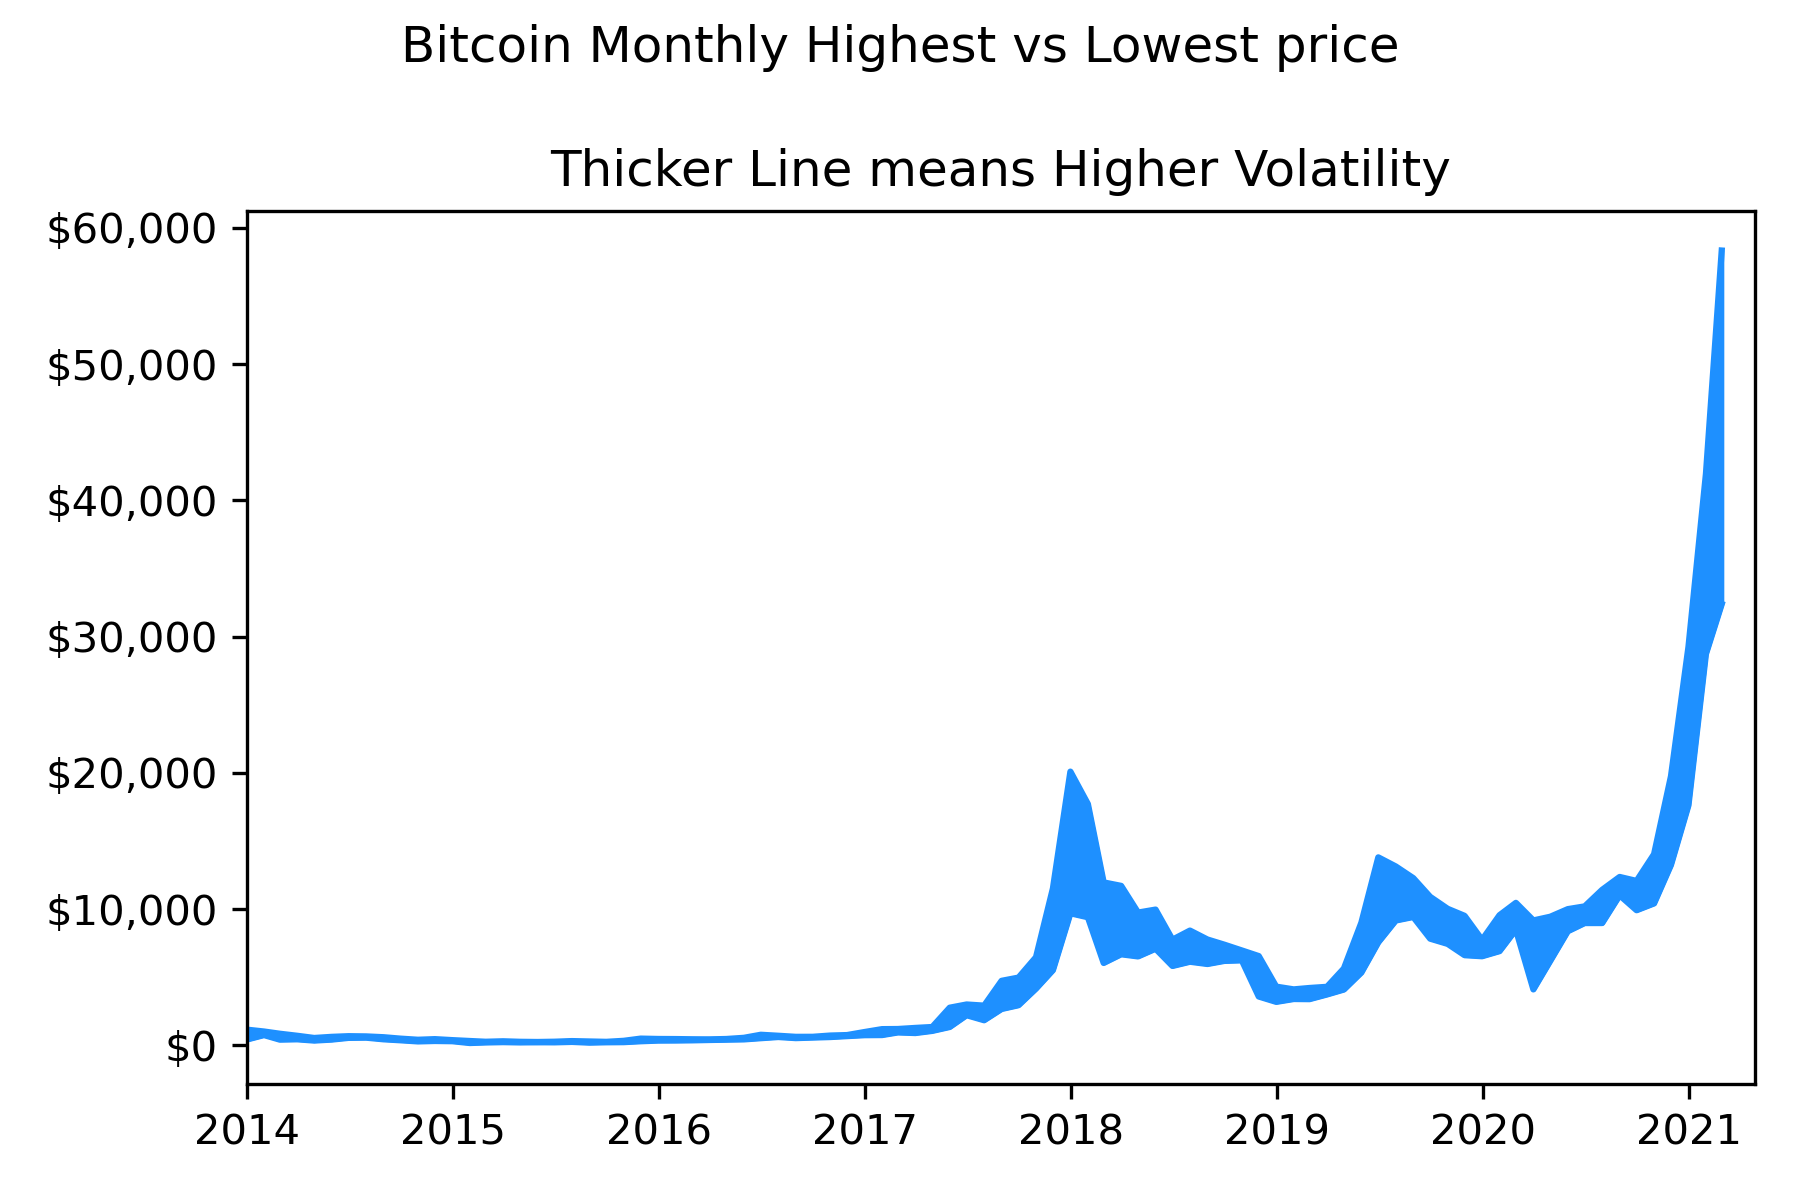 Bitcoin Monthly Highest vs Lowest price
Thicker Line means Higher Volatility
$60,000
$50,000
$40,000
$30,000
$20,000
$10,000
$0
2014 2015 2016 2017 2018 2019 2020 2021